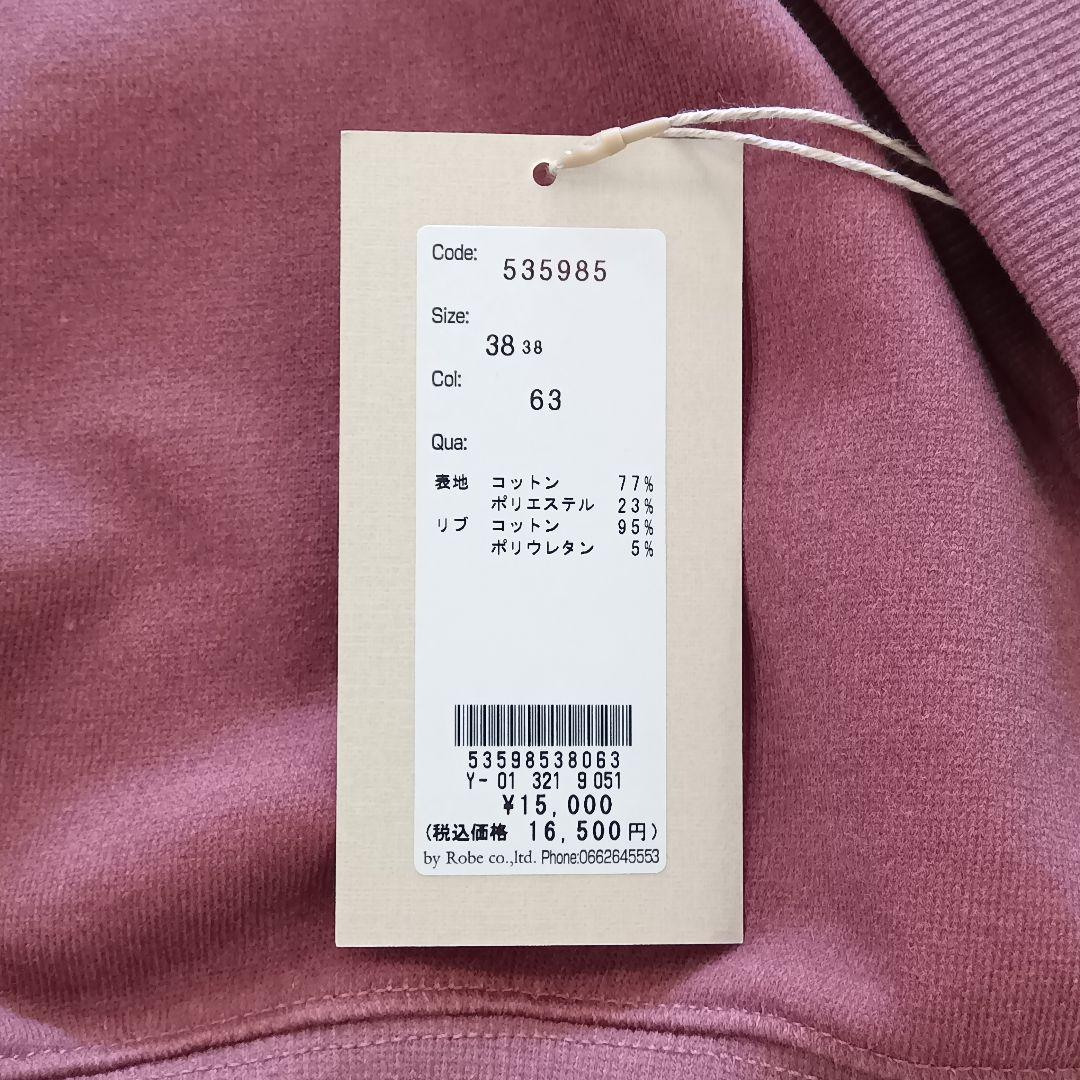 Code: 535985
Size: 38 38
Col: 63
Qua:
表地 コットン 77%
ポリエステル 23%
リブ コットン 95%
ポリウレタン 5%
53598538063
Y- 01 321 9 051
¥15,000
(税込価格 16,500円)
by Robe co.,ltd. Phone:0662645553